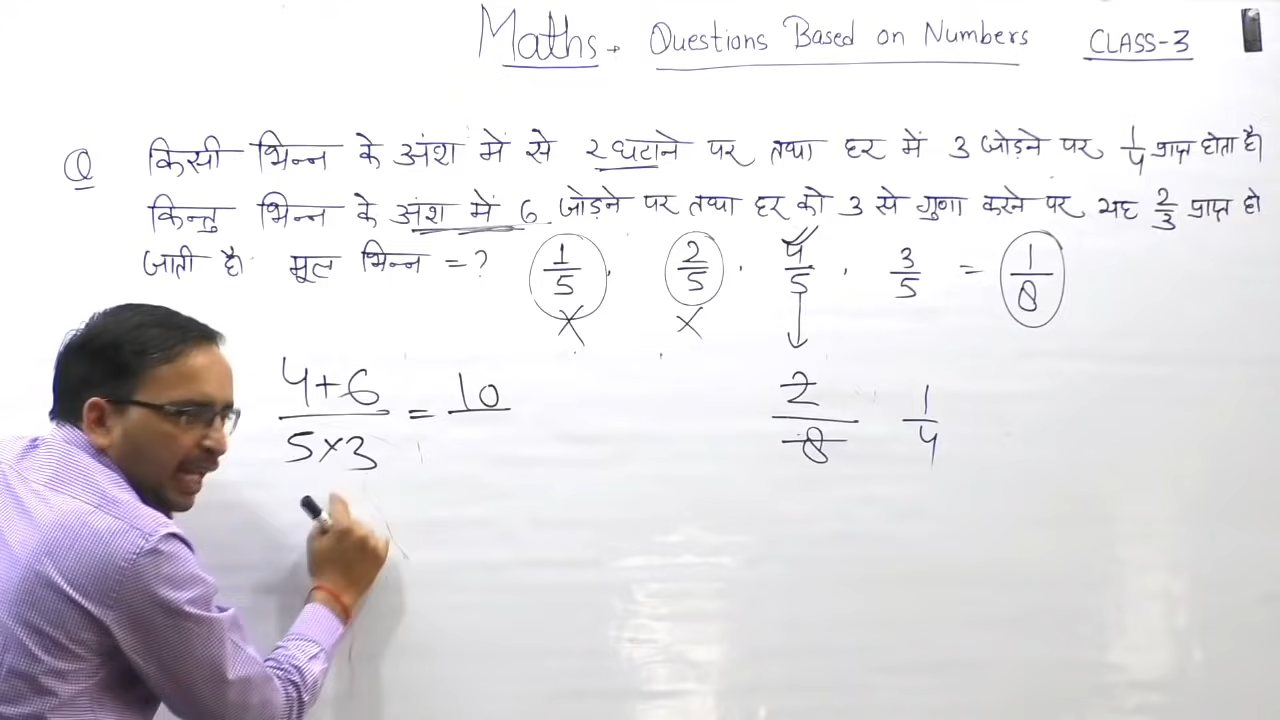 Maths. Questions Based on Numbers CLASS-3
Q किसी भिन्न के अंश में से 2 घटाने पर तथा हर में 3 जोड़ने पर 1/4 प्राप्त होता है।
किन्तु भिन्न के अंश में 6 जोड़ने पर तथा हर को 3 से गुणा करने पर यह 2/3 प्राप्त हो
जाती है। मूल भिन्न = ? 1/5 . 2/5 . 4/5 . 3/5 = 1/8
X X
4+6 = 10 2 1
5×3 8 4